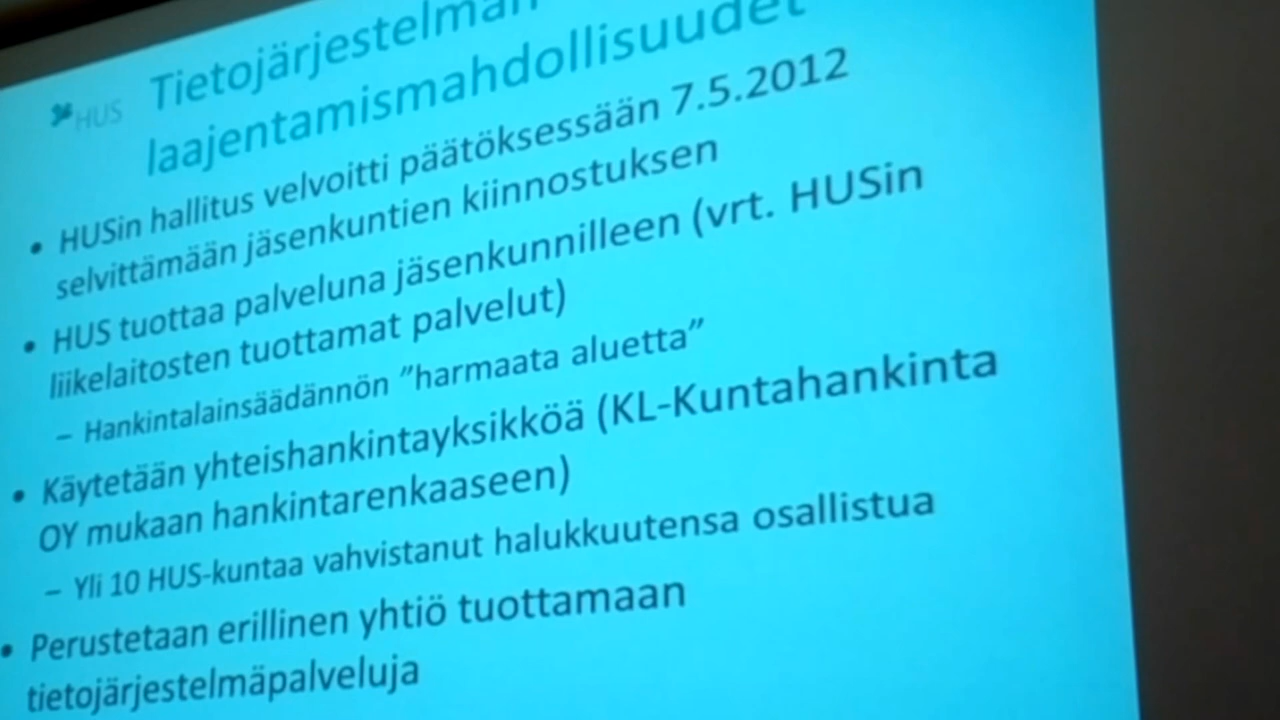 HUS
Tietojärjestelmän
laajentamismahdollisuudet
• HUSin hallitus velvoitti päätöksessään 7.5.2012
selvittämään jäsenkuntien kiinnostuksen
• HUS tuottaa palveluna jäsenkunnilleen (vrt. HUSin
liikelaitosten tuottamat palvelut)
– Hankintalainsäädännön ”harmaata aluetta”
• Käytetään yhteishankintayksikköä (KL-Kuntahankinta
OY mukaan hankintarenkaaseen)
– Yli 10 HUS-kuntaa vahvistanut halukkuutensa osallistua
• Perustetaan erillinen yhtiö tuottamaan
tietojärjestelmäpalveluja